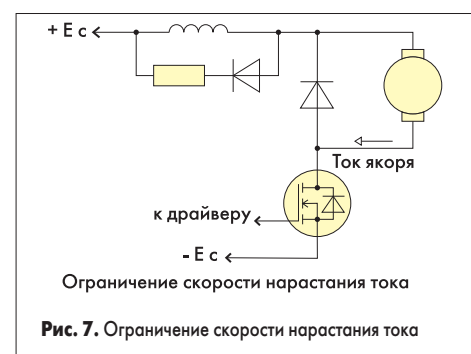 + E c
Ток якоря
к драйверу
- E c
Ограничение скорости нарастания тока
Рис. 7. Ограничение скорости нарастания тока